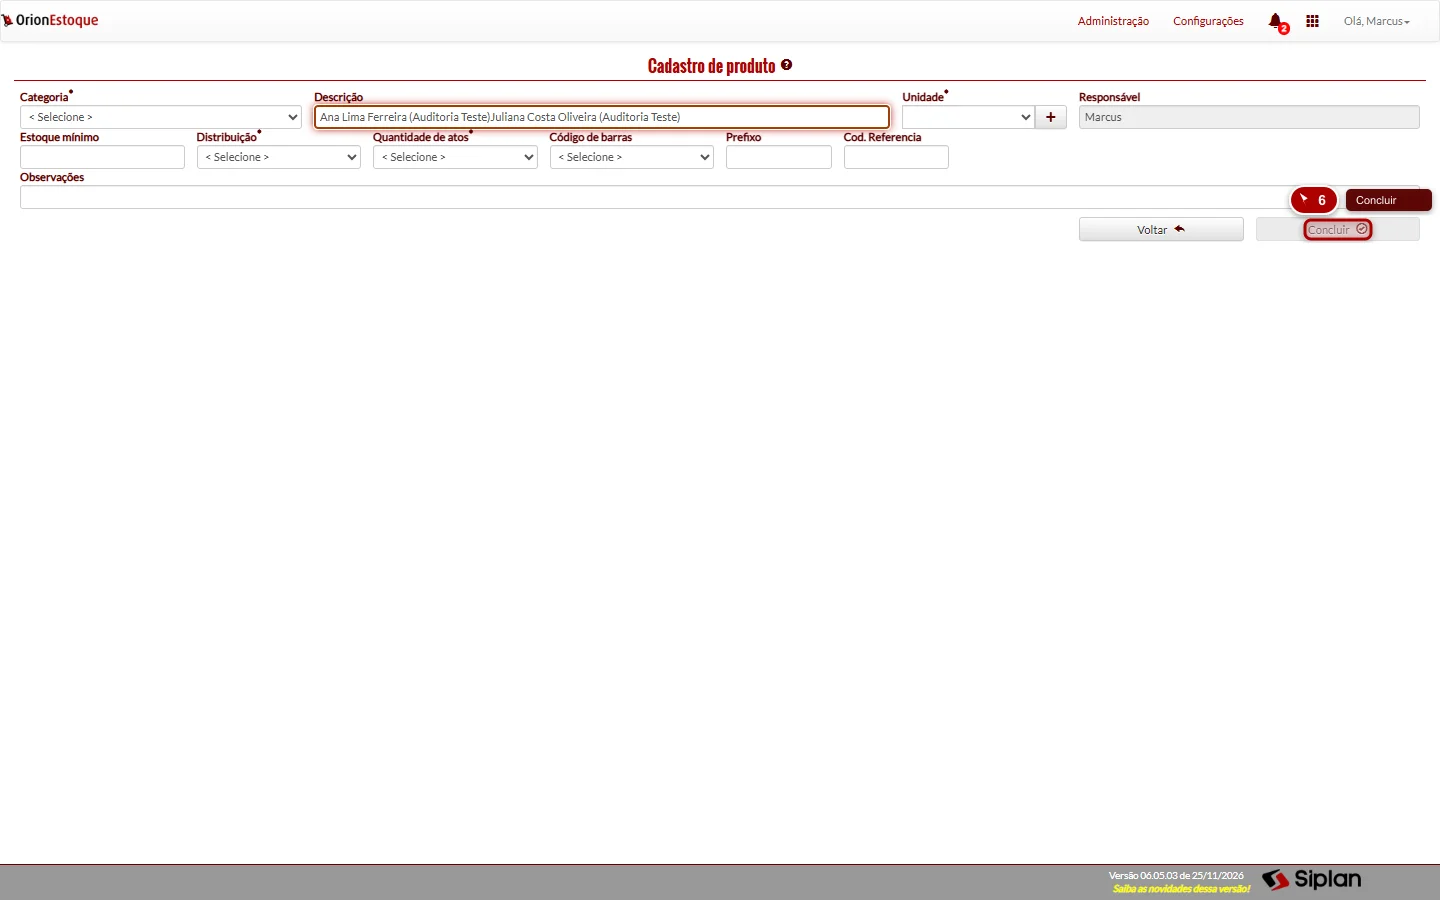 OrionEstoque
Administração Configurações 2 Olá, Marcus
Cadastro de produto ?
Categoria* Descrição Unidade* Responsável
< Selecione > Ana Lima Ferreira (Auditoria Teste)Juliana Costa Oliveira (Auditoria Teste) + Marcus
Estoque mínimo Distribuição* Quantidade de atos* Código de barras Prefixo Cod. Referencia
< Selecione > < Selecione > < Selecione >
Observações
6 Concluir
Voltar Concluir
Versão 06.05.03 de 25/11/2026
Saiba as novidades dessa versão!
Siplan